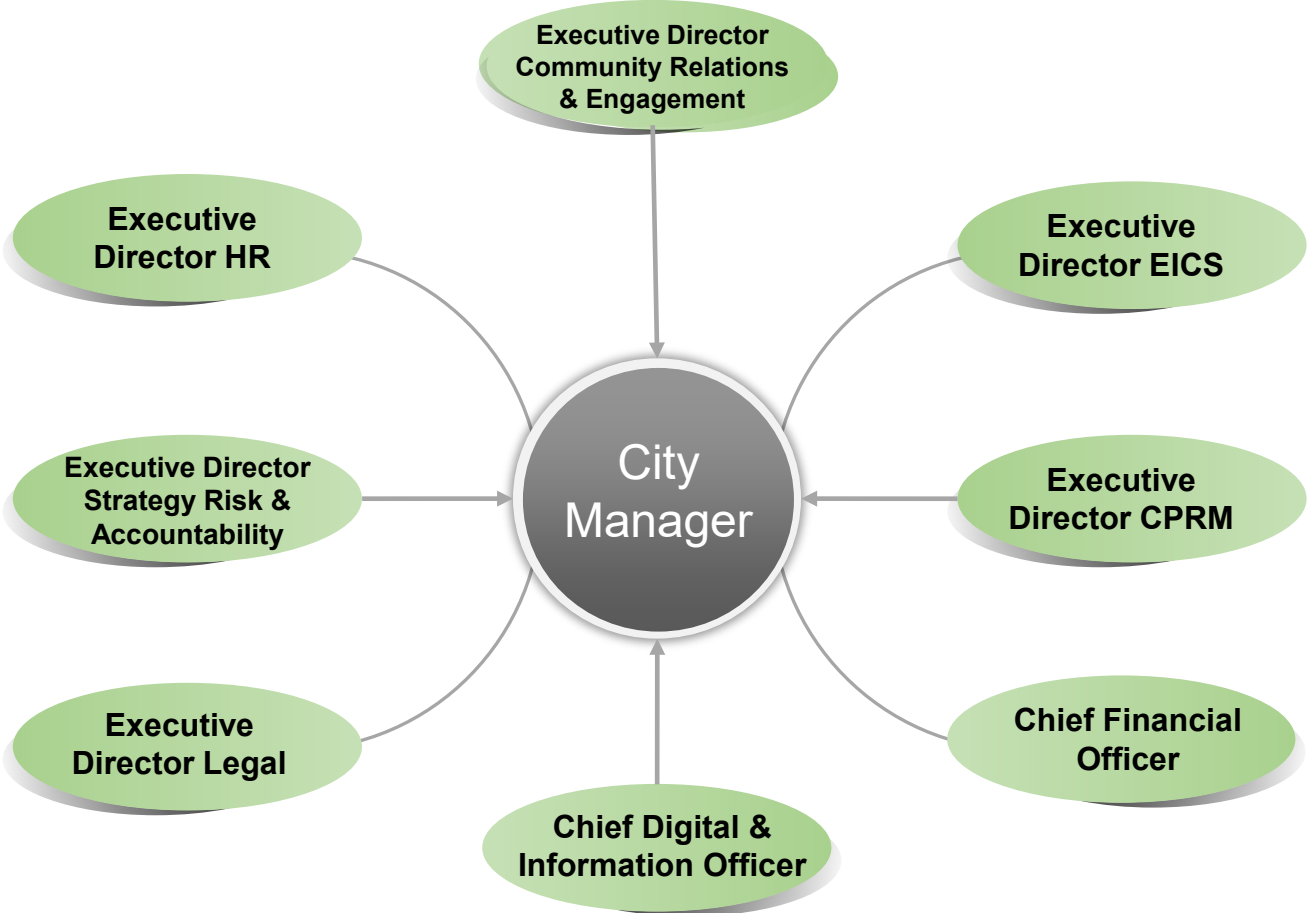 Executive Director
Community Relations
& Engagement
Executive
Director HR
Executive
Director EICS
Executive Director
Strategy Risk &
Accountability
City
Manager
Executive
Director CPRM
Executive
Director Legal
Chief Financial
Officer
Chief Digital &
Information Officer